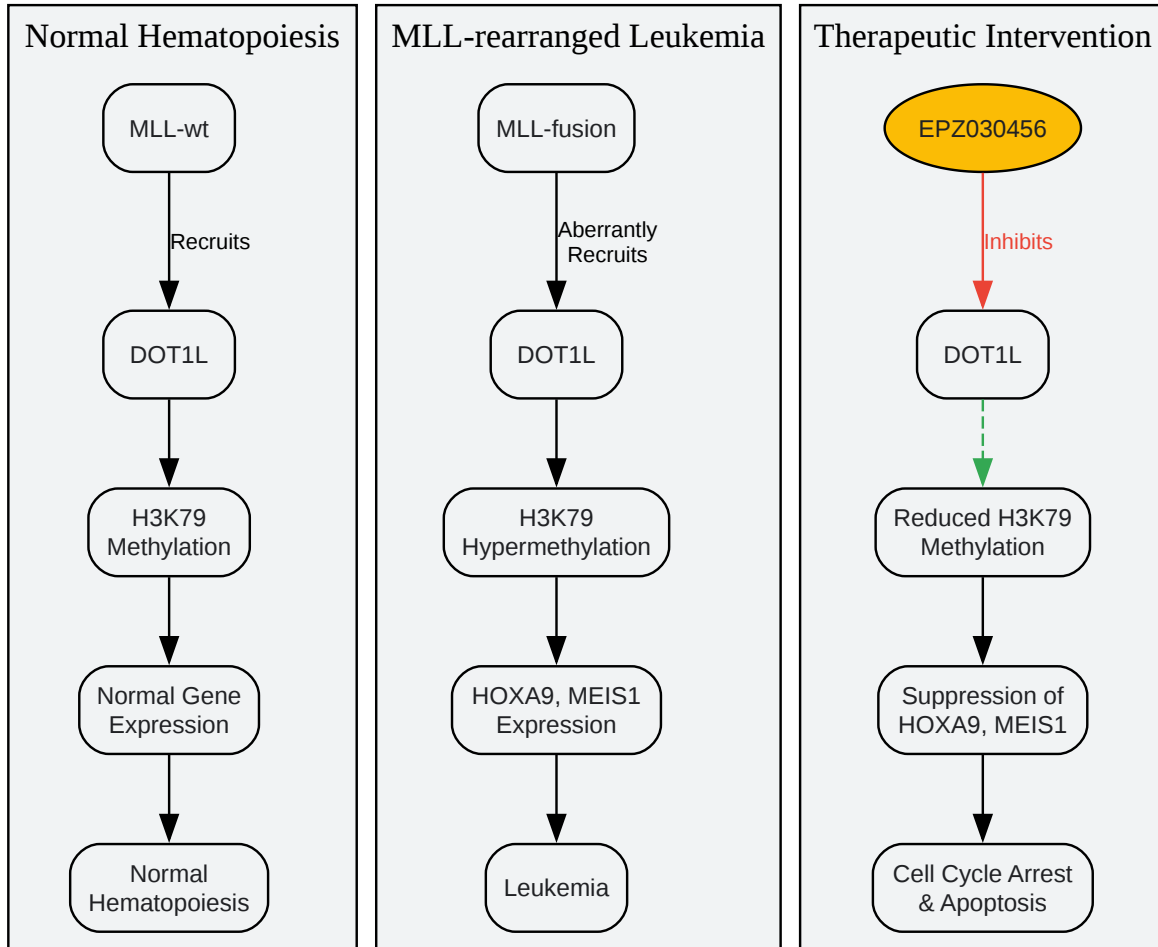 Normal Hematopoiesis
MLL-wt
Recruits
DOT1L
H3K79
Methylation
Normal Gene
Expression
Normal
Hematopoiesis
MLL-rearranged Leukemia
MLL-fusion
Aberrantly
Recruits
DOT1L
H3K79
Hypermethylation
HOXA9, MEIS1
Expression
Leukemia
Therapeutic Intervention
EPZ030456
Inhibits
DOT1L
Reduced H3K79
Methylation
Suppression of
HOXA9, MEIS1
Cell Cycle Arrest
& Apoptosis